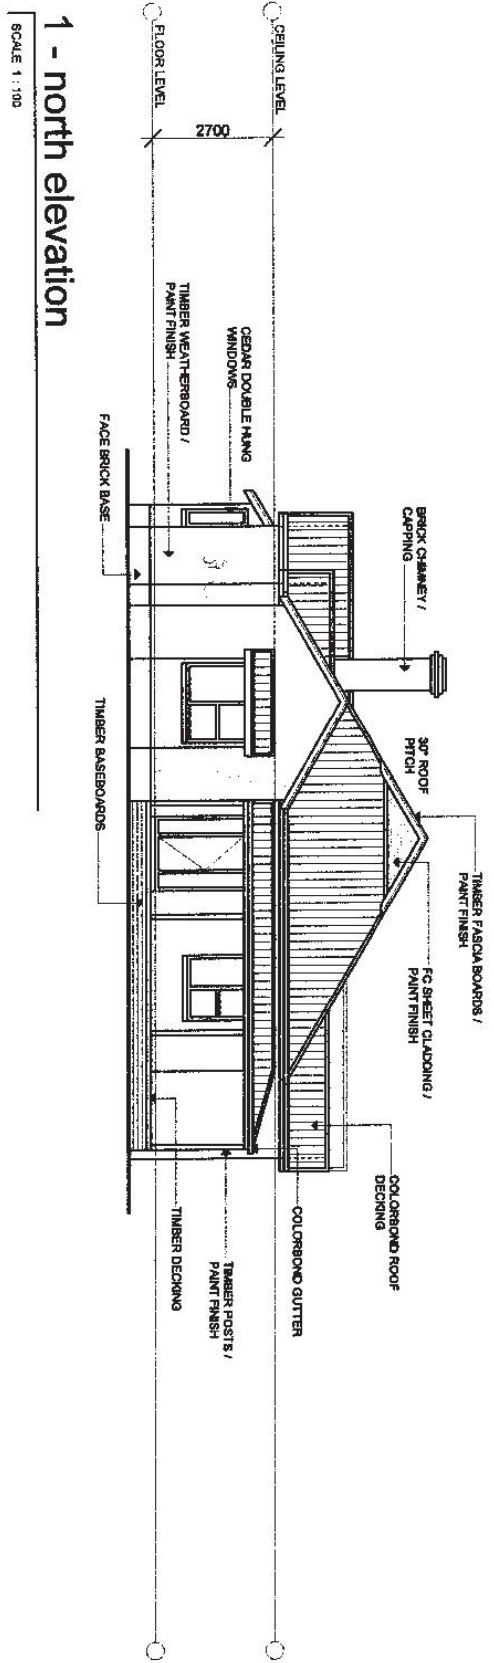 BRICK CHIMNEY /
CAPPING
30° ROOF
PITCH
TIMBER FASCIA BOARDS /
PAINT FINISH
FC SHEET CLADDING /
PAINT FINISH
COLORBOND ROOF
DECKING
CEILING LEVEL
2700
FLOOR LEVEL
CEDAR DOUBLE HUNG
WINDOWS
TIMBER WEATHERBOARD /
PAINT FINISH
FACE BRICK BASE
TIMBER BASEBOARDS
COLORBOND GUTTER
TIMBER POSTS /
PAINT FINISH
TIMBER DECKING
1 - north elevation
SCALE 1 : 100